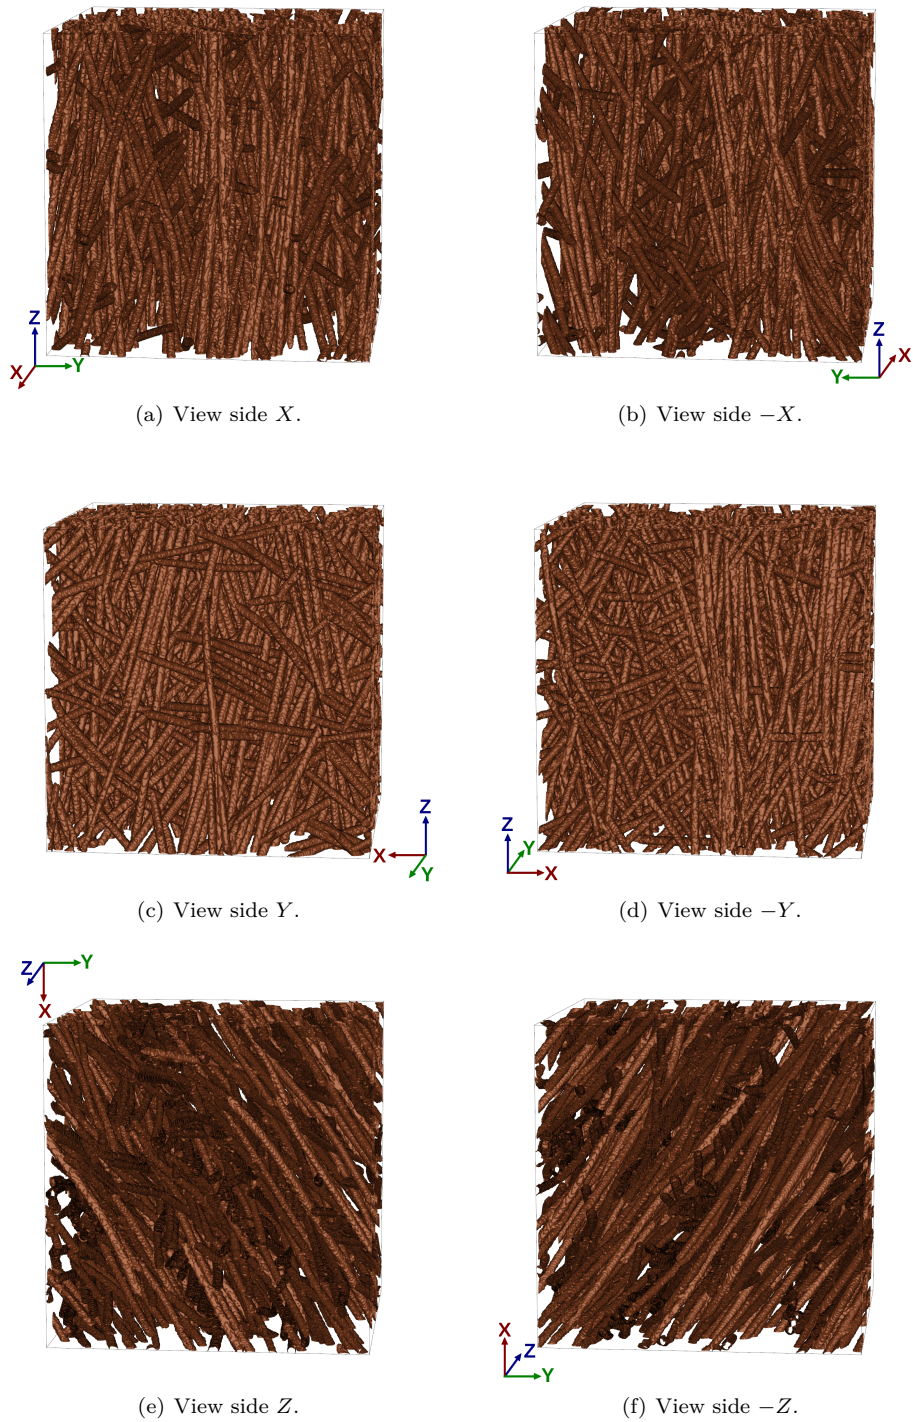 Z
X
Y
Z
X
Y
(a) View side X.
(b) View side −X.
Z
X
Y
Z
Y
X
(c) View side Y.
(d) View side −Y.
Z
Y
X
X
Z
Y
(e) View side Z.
(f) View side −Z.